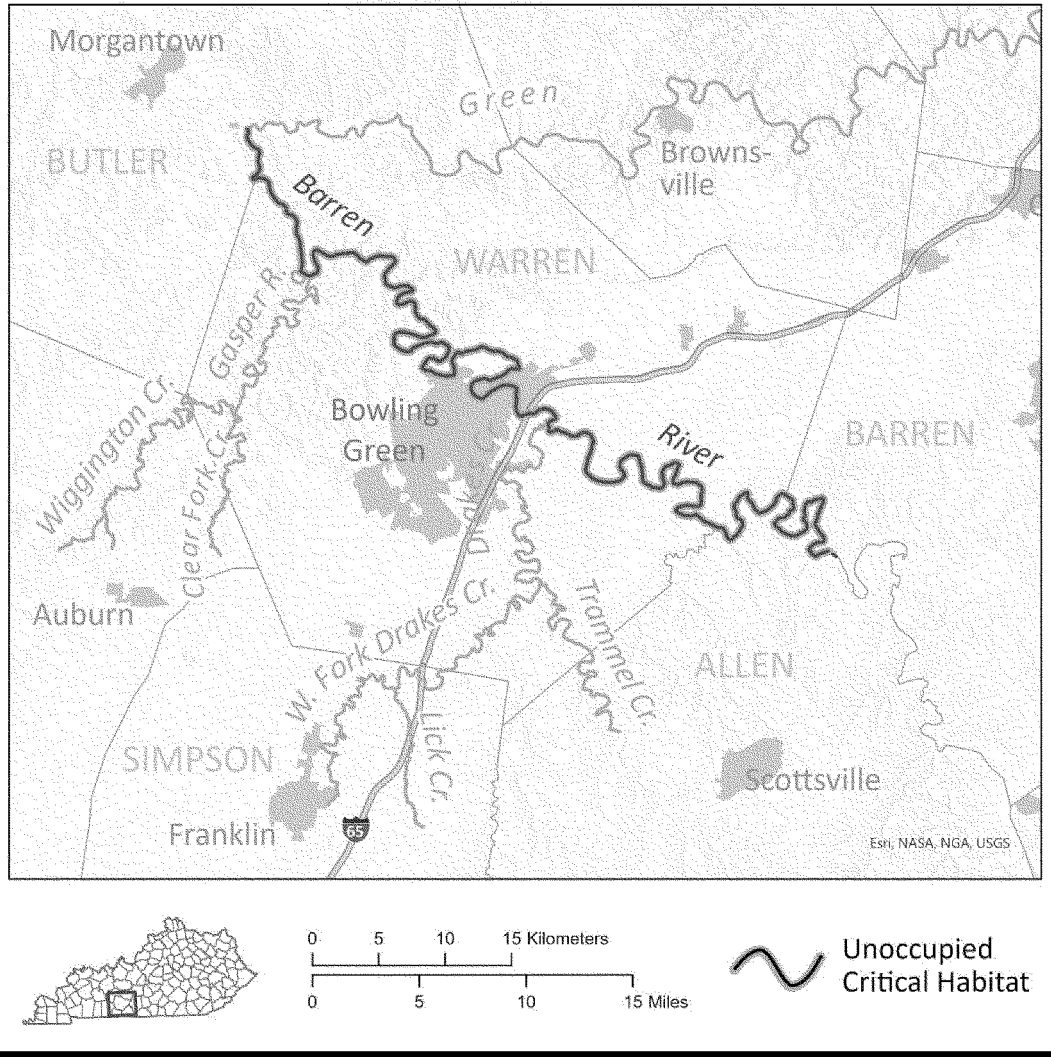 Morgantown
Green
BUTLER
Browns-
ville
Barren
WARREN
Gasper R.
Wiggington Cr.
Bowling
Green
River
BARREN
Clear Fork Cr.
Auburn
W. Fork Drakes Cr.
Trammel Cr.
ALLEN
Lick Cr.
SIMPSON
Scottsville
Franklin
65
Esri, NASA, NGA, USGS
0 5 10 15 Kilometers
0 5 10 15 Miles
Unoccupied
Critical Habitat